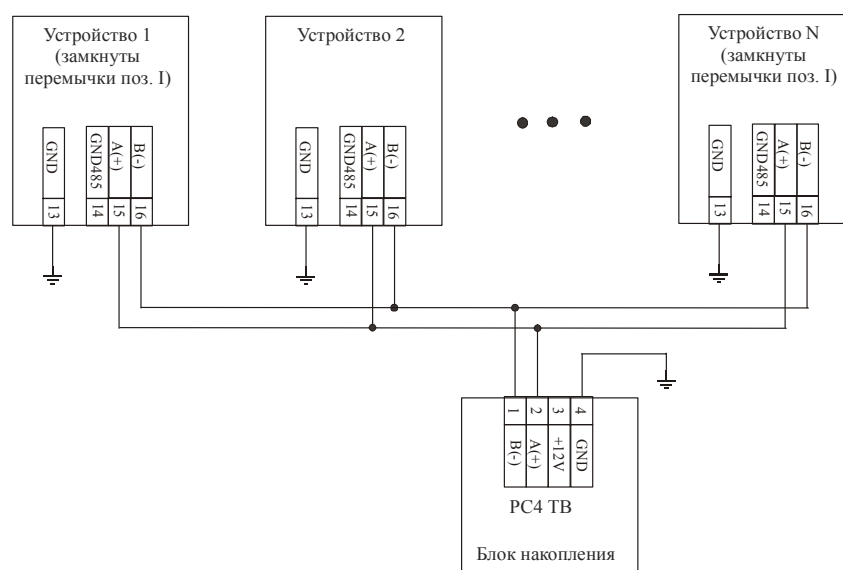 Устройство 1
(замкнуты
перемычки поз. I)
GND
GND485
A(+)
B(-)
13
14
15
16
Устройство 2
GND
GND485
A(+)
B(-)
13
14
15
16
Устройство N
(замкнуты
перемычки поз. I)
GND
GND485
A(+)
B(-)
13
14
15
16
1
2
3
4
B(-)
A(+)
+12V
GND
PC4 TB
Блок накопления